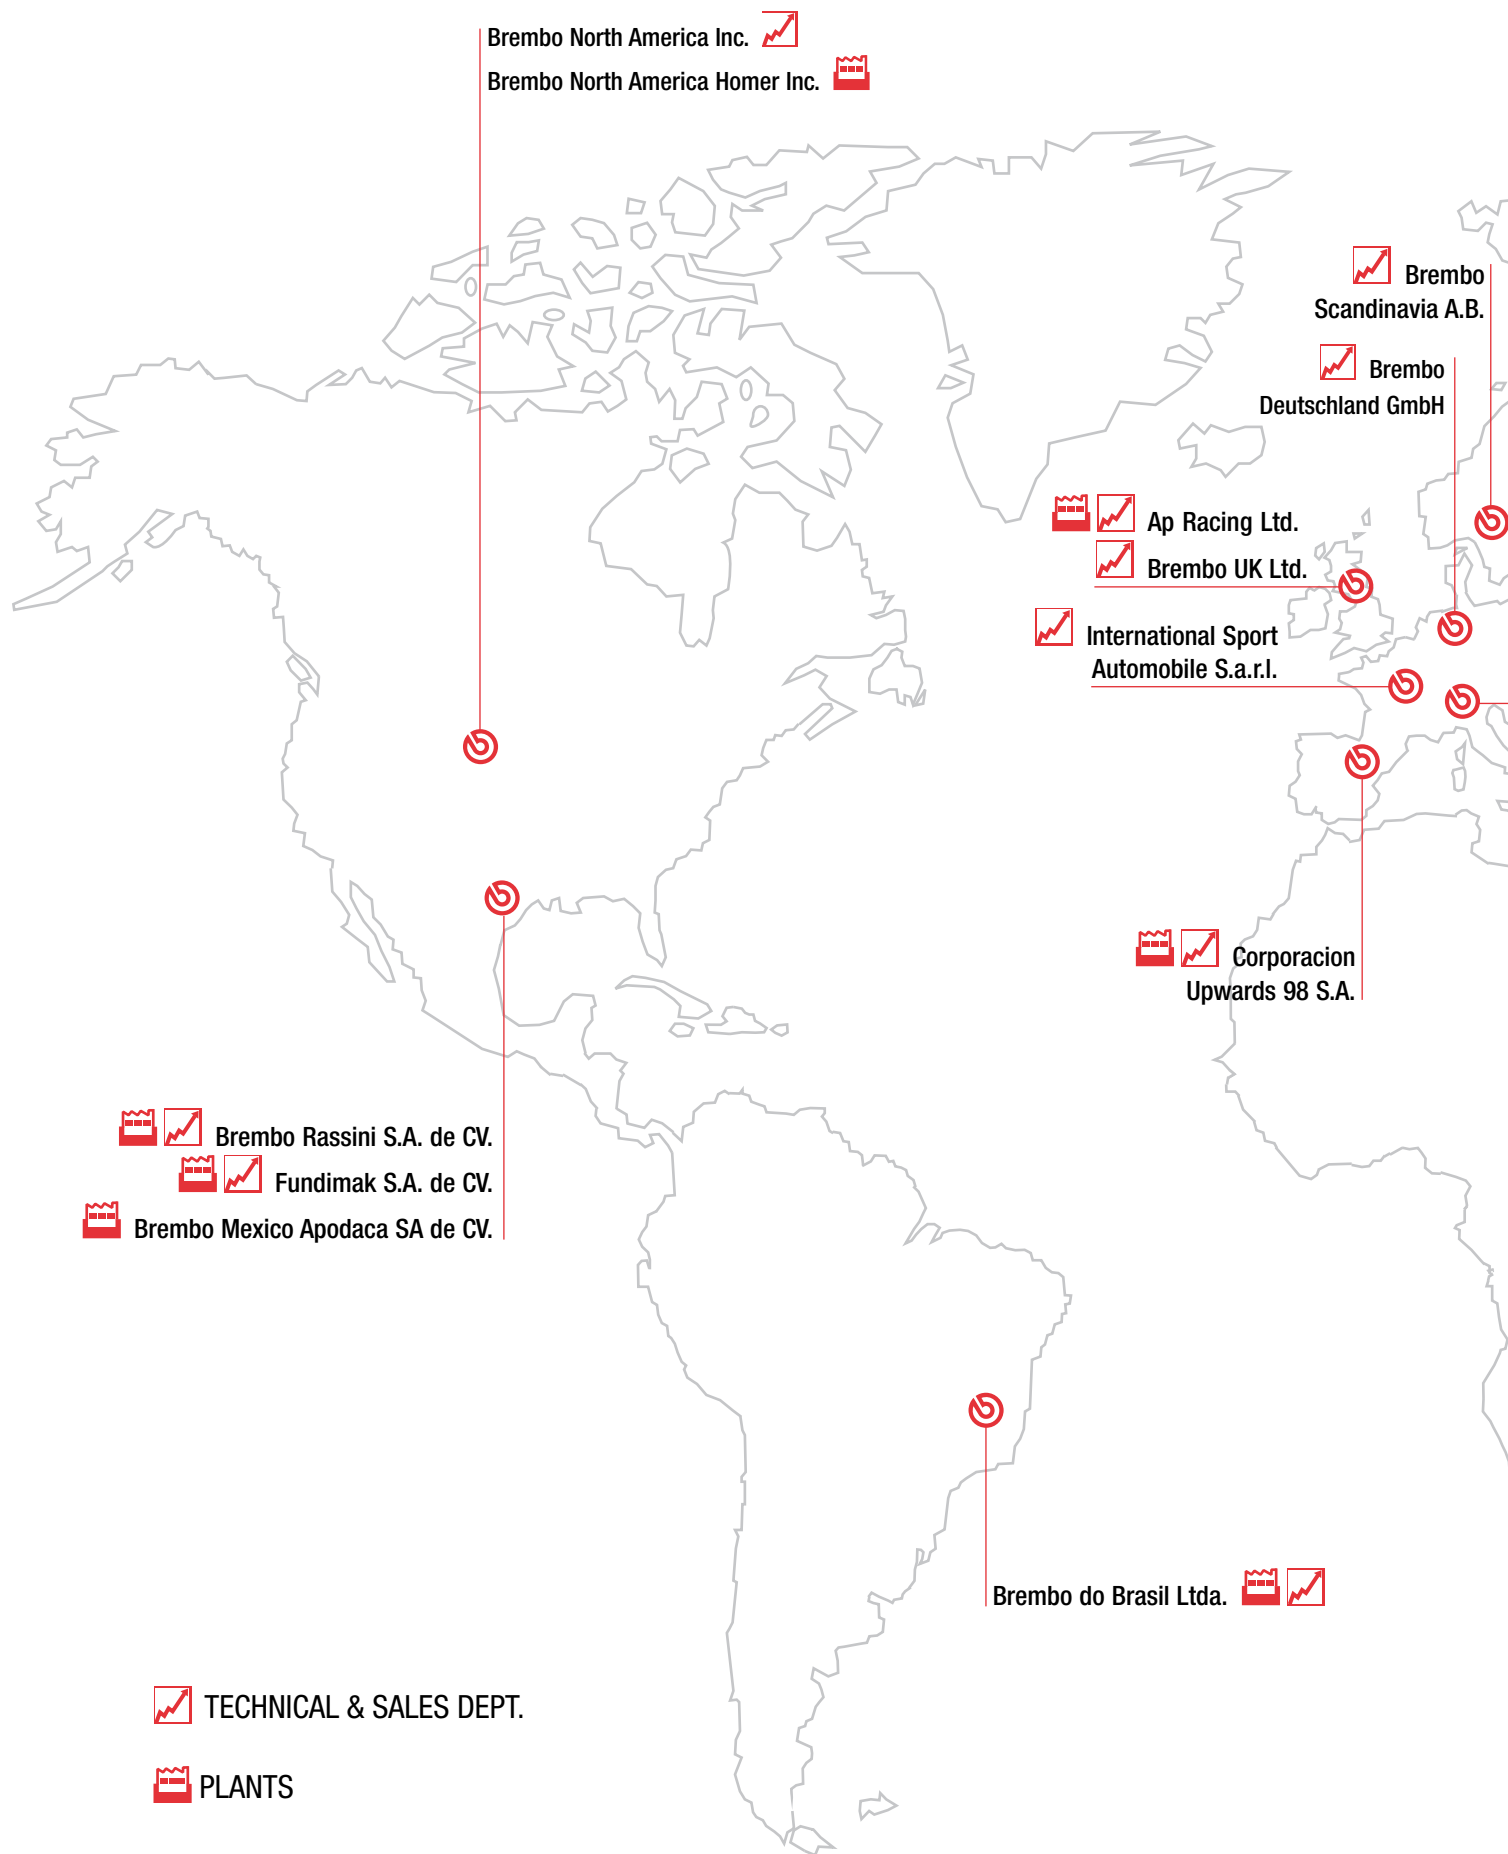 Brembo North America Inc.
Brembo North America Homer Inc.
Brembo
Scandinavia A.B.
Brembo
Deutschland GmbH
Ap Racing Ltd.
Brembo UK Ltd.
International Sport
Automobile S.a.r.l.
Corporacion
Upwards 98 S.A.
Brembo Rassini S.A. de CV.
Fundimak S.A. de CV.
Brembo Mexico Apodaca SA de CV.
Brembo do Brasil Ltda.
TECHNICAL & SALES DEPT.
PLANTS